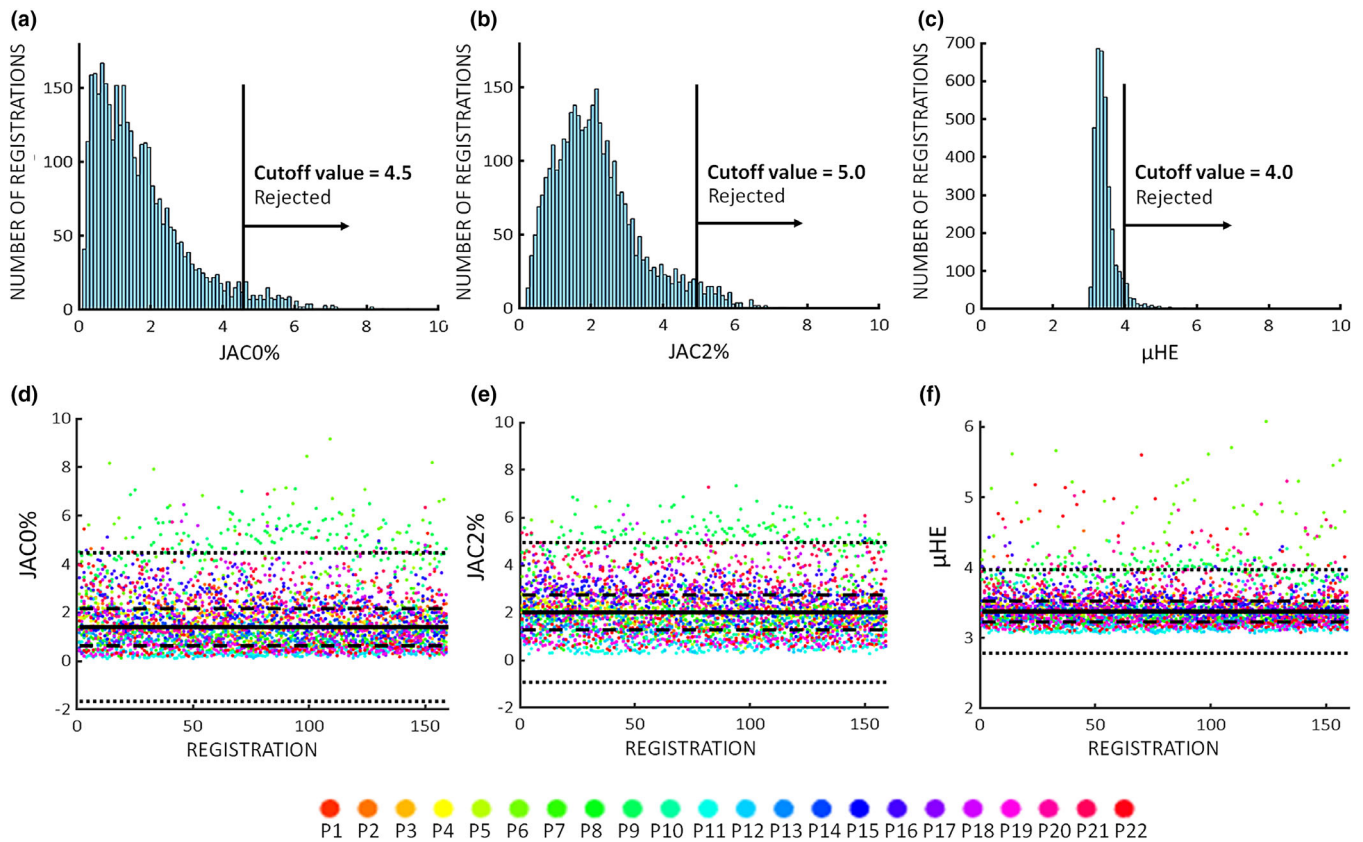 (a)
NUMBER OF REGISTRATIONS
150
100
50
0
0 2 4 6 8 10
JAC0%
Cutoff value = 4.5
Rejected
(b)
NUMBER OF REGISTRATIONS
150
100
50
0
0 2 4 6 8 10
JAC2%
Cutoff value = 5.0
Rejected
(c)
NUMBER OF REGISTRATIONS
700
600
500
400
300
200
100
0
0 2 4 6 8 10
µHE
Cutoff value = 4.0
Rejected
(d)
JAC0%
10
8
6
4
2
0
-2
0 50 100 150
REGISTRATION
(e)
JAC2%
10
8
6
4
2
0
-2
0 50 100 150
REGISTRATION
(f)
µHE
6
5
4
3
2
0 50 100 150
REGISTRATION
P1 P2 P3 P4 P5 P6 P7 P8 P9 P10 P11 P12 P13 P14 P15 P16 P17 P18 P19 P20 P21 P22